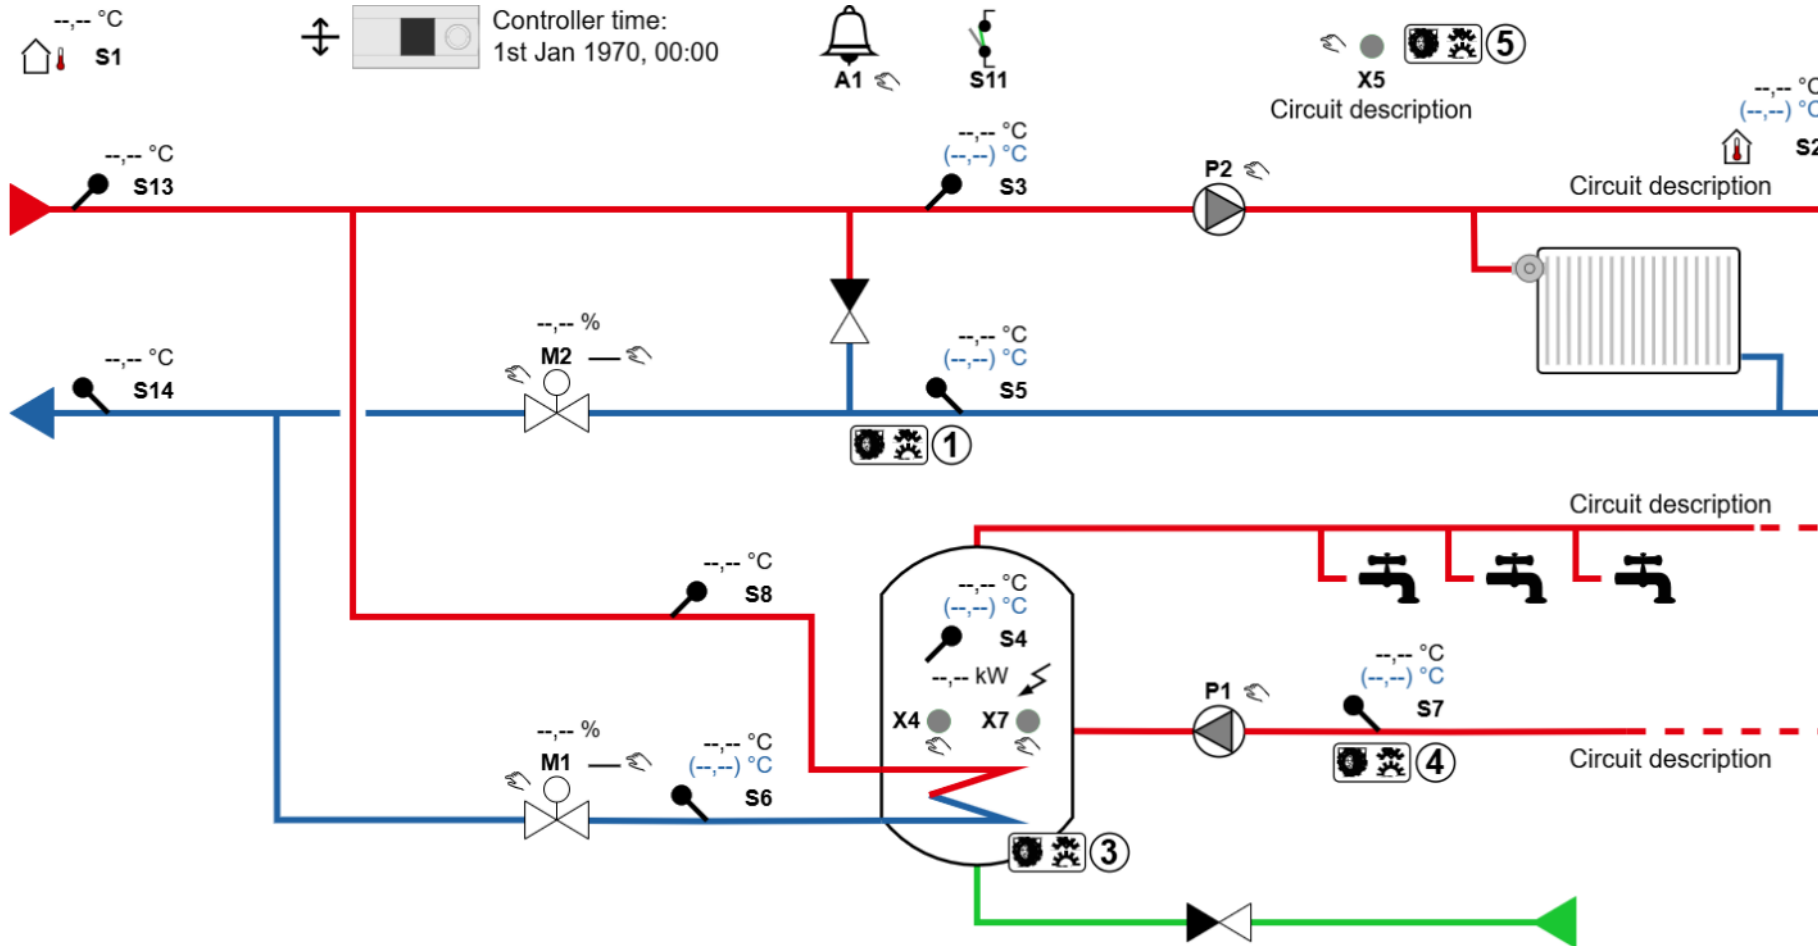 --,-- °C
S1
Controller time:
1st Jan 1970, 00:00
A1
S11
X5
5
Circuit description
--,-- °C
(--,--) °C
S2
--,-- °C
S13
--,-- °C
(--,--) °C
S3
P2
Circuit description
--,-- °C
S14
--,-- %
M2
--,-- °C
(--,--) °C
S5
1
Circuit description
--,-- °C
S8
--,-- °C
(--,--) °C
S4
--,-- kW
X4
X7
P1
--,-- °C
(--,--) °C
S7
4
Circuit description
--,-- %
M1
--,-- °C
(--,--) °C
S6
3